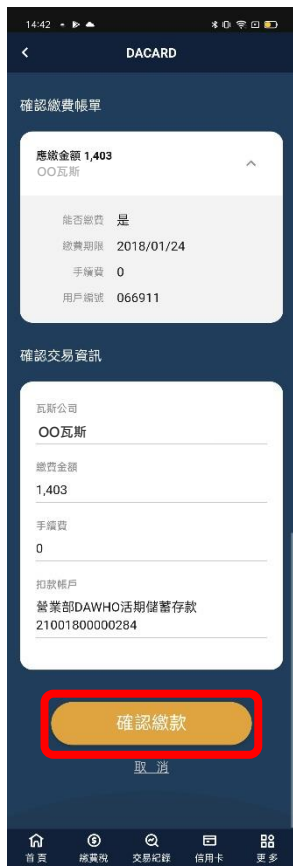 14:42
DACARD
確認繳費帳單
應繳金額 1,403
OO瓦斯
能否繳費 是
繳費期限 2018/01/24
手續費 0
用戶編號 066911
確認交易資訊
瓦斯公司
OO瓦斯
繳費金額
1,403
手續費
0
扣款帳戶
營業部DAWHO活期儲蓄存款
21001800000284
確認繳款
取 消
首頁 繳費稅 交易紀錄 信用卡 更多